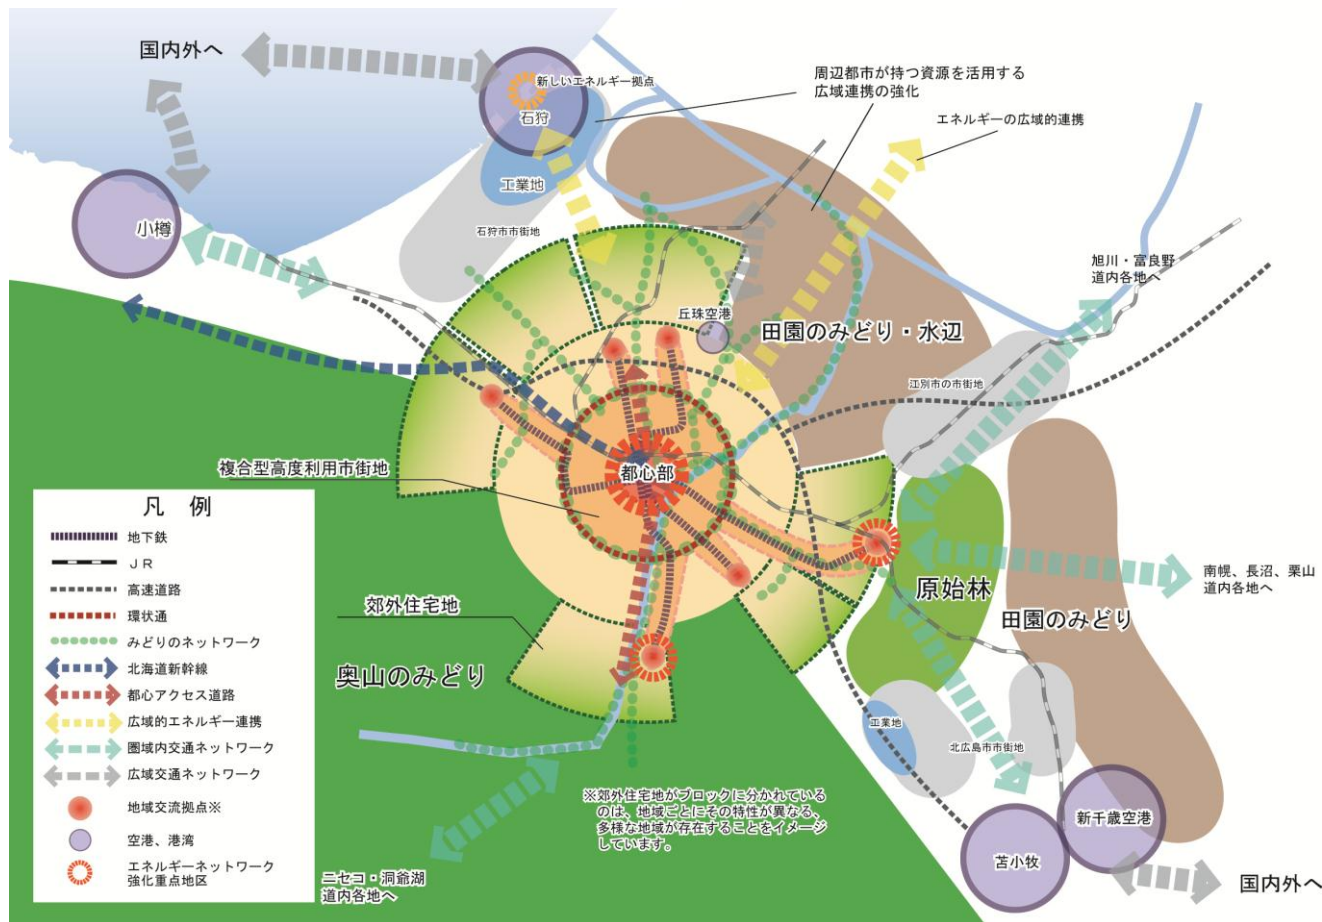 国内外へ
新しいエネルギー拠点
石狩
工業地
石狩市市街地
小樽
周辺都市が持つ資源を活用する
広域連携の強化
エネルギーの広域的連携
旭川・富良野
道内各地へ
丘珠空港
田園のみどり・水辺
江別市の市街地
複合型高度利用市街地
都心部
郊外住宅地
奥山のみどり
原始林
田園のみどり
南幌、長沼、栗山
道内各地へ
工業地
北広島市市街地
新千歳空港
苫小牧
国内外へ
ニセコ・洞爺湖
道内各地へ
※郊外住宅地がブロックに分かれている
のは、地域ごとにその特性が異なる、
多様な地域が存在することをイメージ
しています。
凡 例
地下鉄
JR
高速道路
環状通
みどりのネットワーク
北海道新幹線
都心アクセス道路
広域的エネルギー連携
圏域内交通ネットワーク
広域交通ネットワーク
地域交流拠点※
空港、港湾
エネルギーネットワーク
強化重点地区